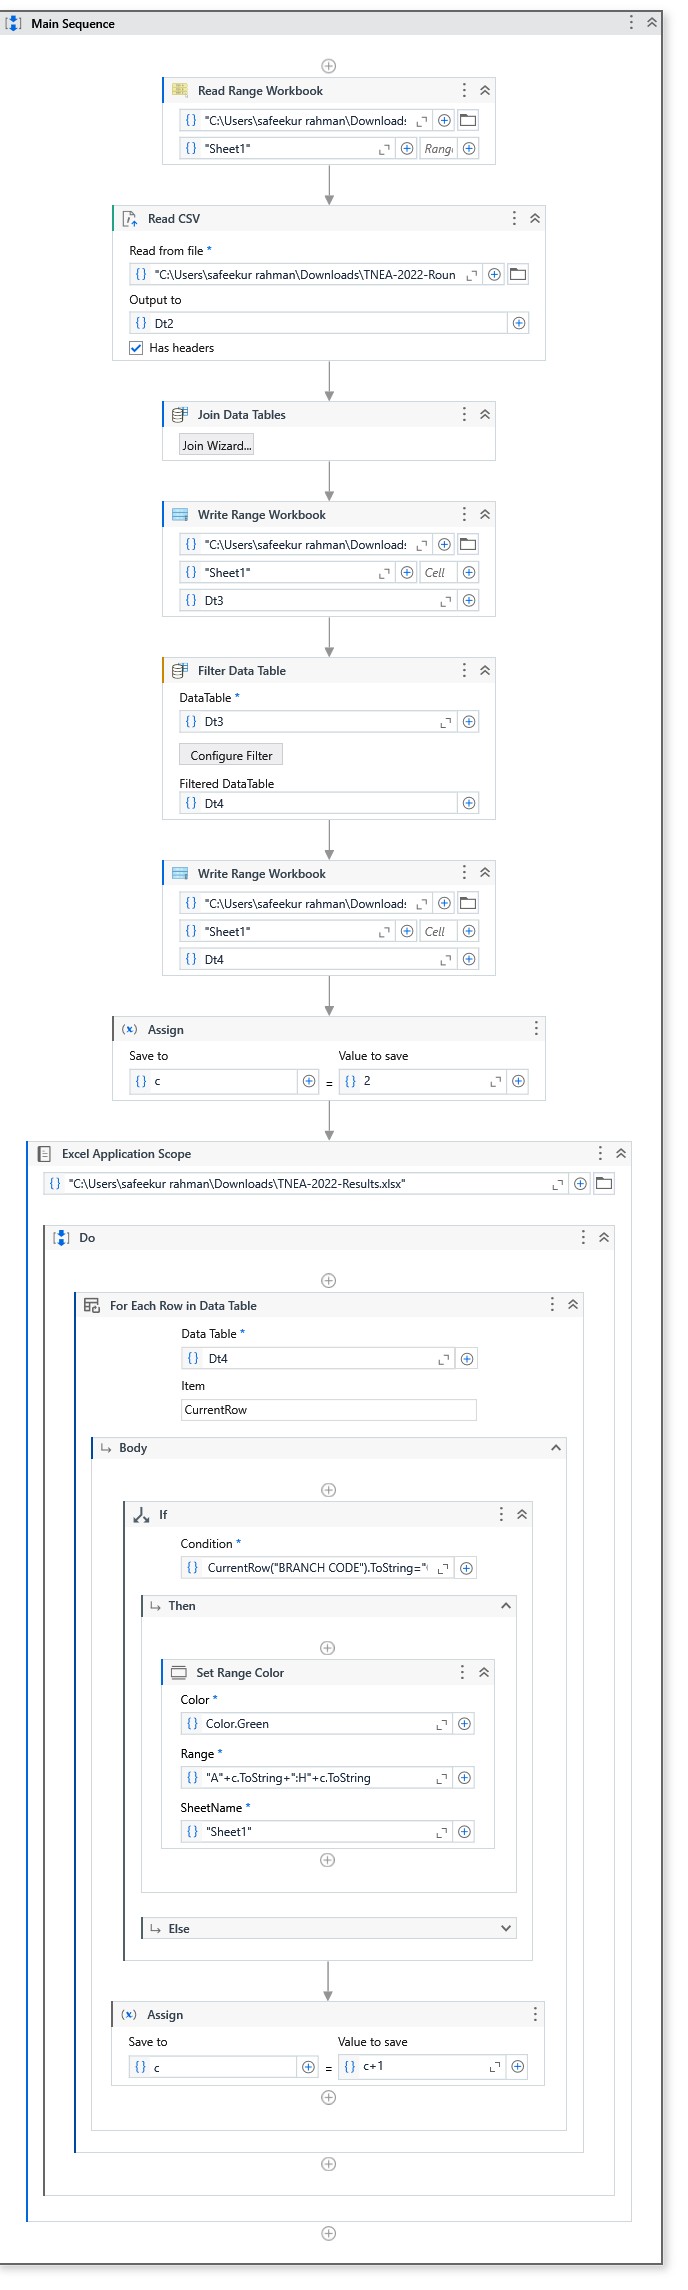 Main Sequence
Read Range Workbook
"C:\Users\safeekur rahman\Downloads
"Sheet1"
Range
Read CSV
Read from file *
"C:\Users\safeekur rahman\Downloads\TNEA-2022-Roun
Output to
Dt2
Has headers
Join Data Tables
Join Wizard...
Write Range Workbook
"C:\Users\safeekur rahman\Downloads
"Sheet1"
Cell
Dt3
Filter Data Table
DataTable *
Dt3
Configure Filter
Filtered DataTable
Dt4
Write Range Workbook
"C:\Users\safeekur rahman\Downloads
"Sheet1"
Cell
Dt4
Assign
Save to Value to save
c = 2
Excel Application Scope
"C:\Users\safeekur rahman\Downloads\TNEA-2022-Results.xlsx"
Do
For Each Row in Data Table
Data Table *
Dt4
Item
CurrentRow
Body
If
Condition *
CurrentRow("BRANCH CODE").ToString="
Then
Set Range Color
Color *
Color.Green
Range *
"A"+c.ToString+":H"+c.ToString
SheetName *
"Sheet1"
Else
Assign
Save to Value to save
c = c+1